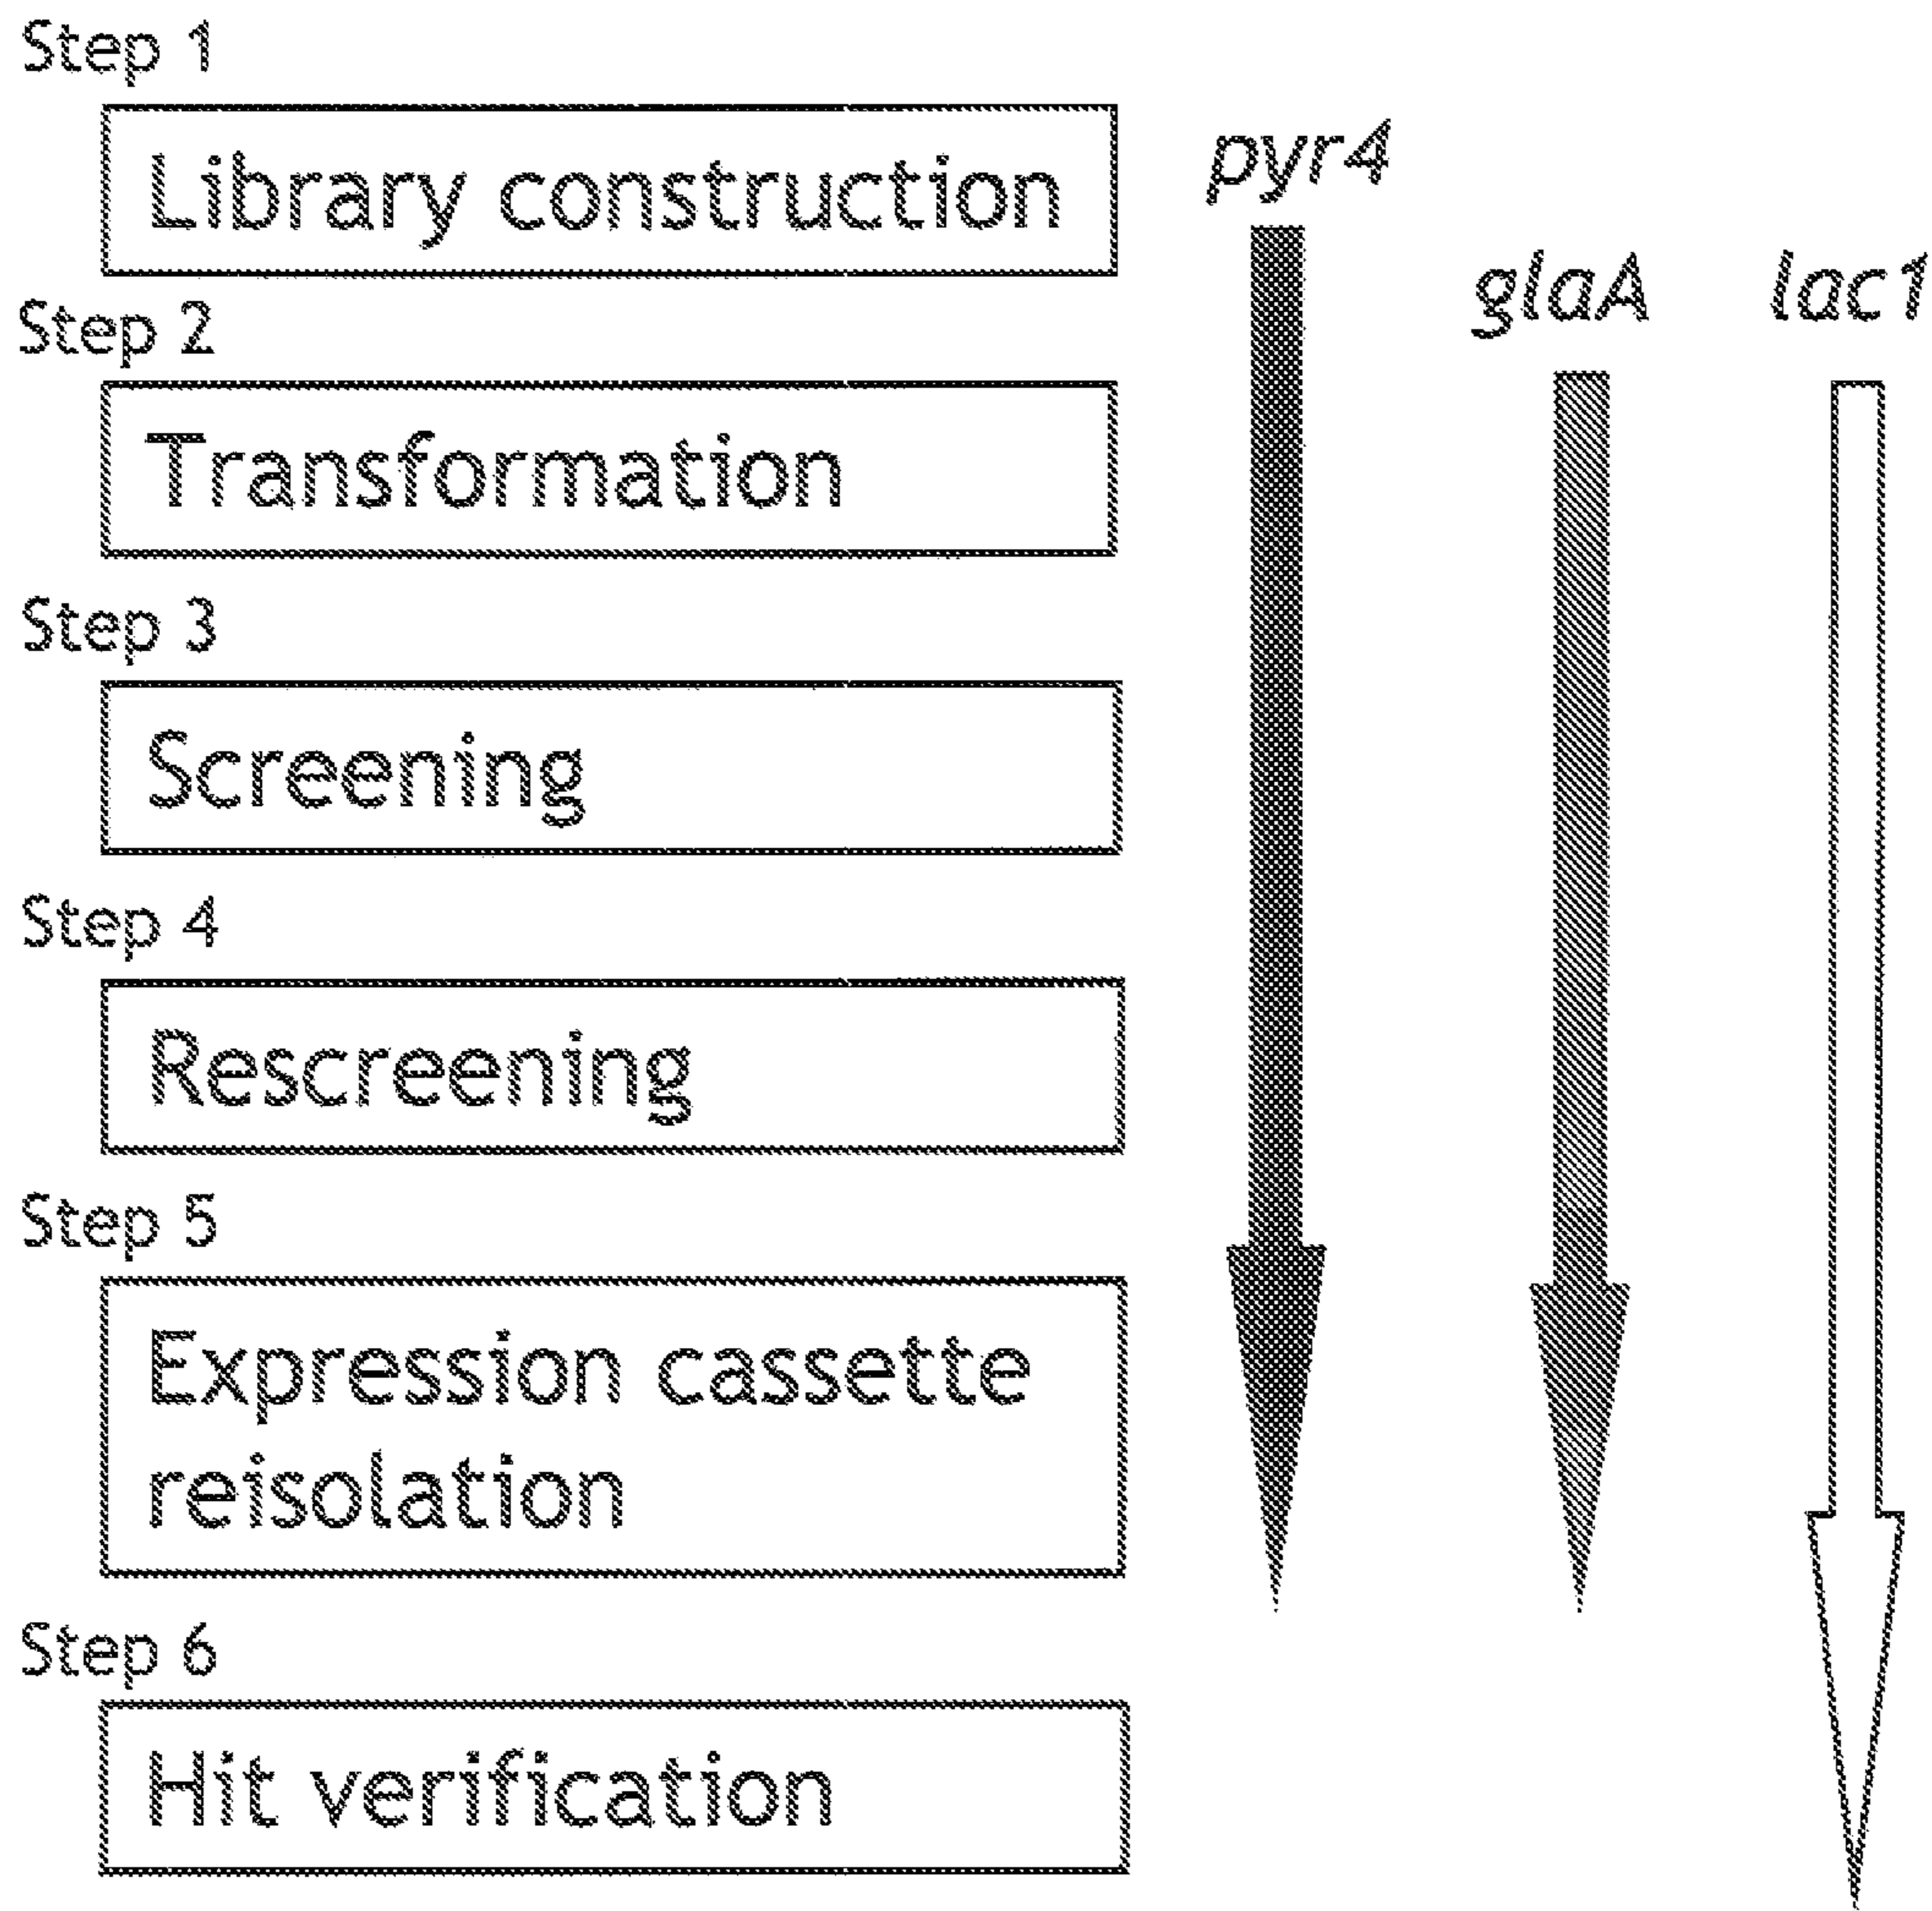 Step 1
Library construction
pyr4
glaA
lac1
Step 2
Transformation
Step 3
Screening
Step 4
Rescreening
Step 5
Expression cassette
reisolation
Step 6
Hit verification